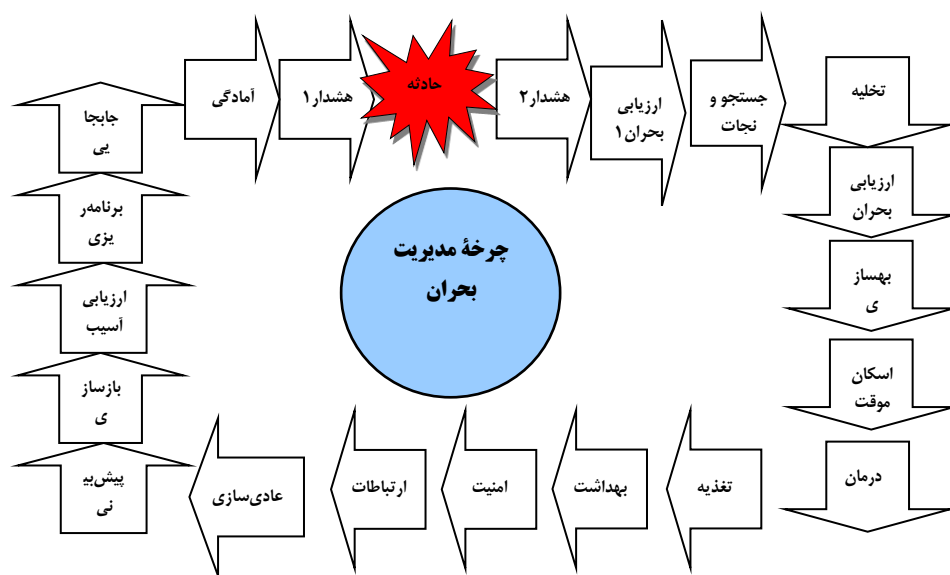 آمادگی
هشدار۱
حادثه
هشدار۲
ارزیابی
بحران۱
جستجو و
نجات
تخلیه
ارزیابی
بحران
بهساز
ی
اسکان
موقت
درمان
تغذیه
بهداشت
امنیت
ارتباطات
عادی‌سازی
پیش‌بی
نی
بازساز
ی
ارزیابی
آسیب
برنامه‌ر
یزی
جابجا
یی
چرخۀ مدیریت
بحران